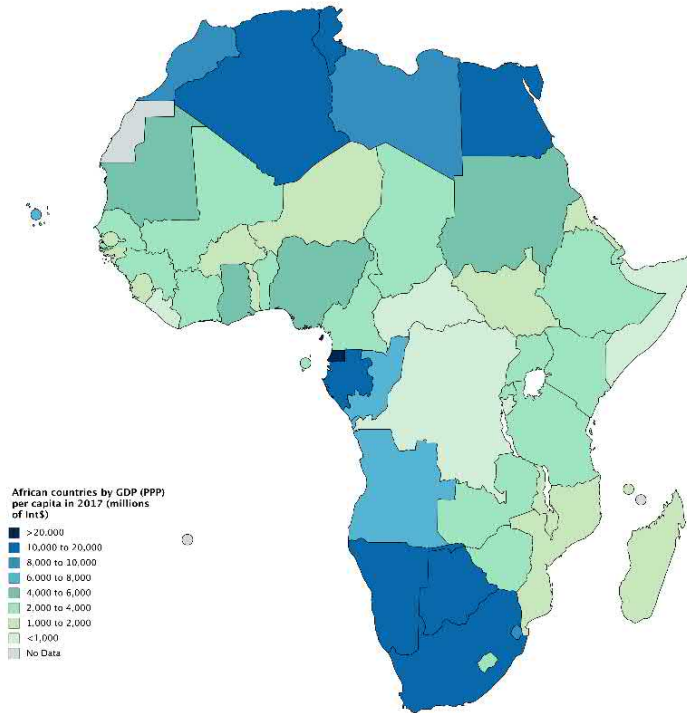 African countries by GDP (PPP)
per capita in 2017 (millions
of Int$)
>20.000
10,000 to 20,000
8,000 to 10,000
6.000 to 8,000
4,000 to 6,000
2,000 to 4,000
1,000 to 2,000
<1,000
No Data